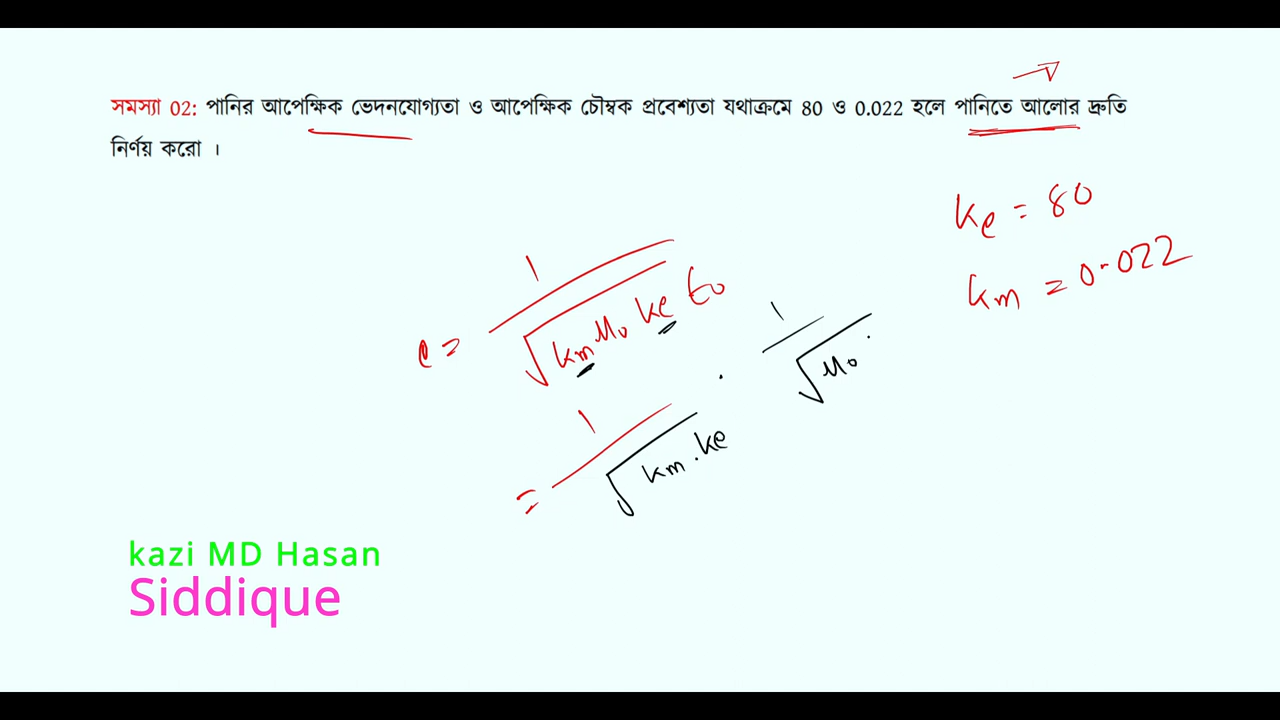 সমস্যা 02: পানির আপেক্ষিক ভেদনযোগ্যতা ও আপেক্ষিক চৌম্বক প্রবেশ্যতা যথাক্রমে 80 ও 0.022 হলে পানিতে আলোর দ্রুতি
নির্ণয় করো ।
ke = 80
km = 0.022
c = 1 / √(km μ0 ke ε0)
= 1 / √(km . ke) . 1 / √(μ0 .
kazi MD Hasan
Siddique